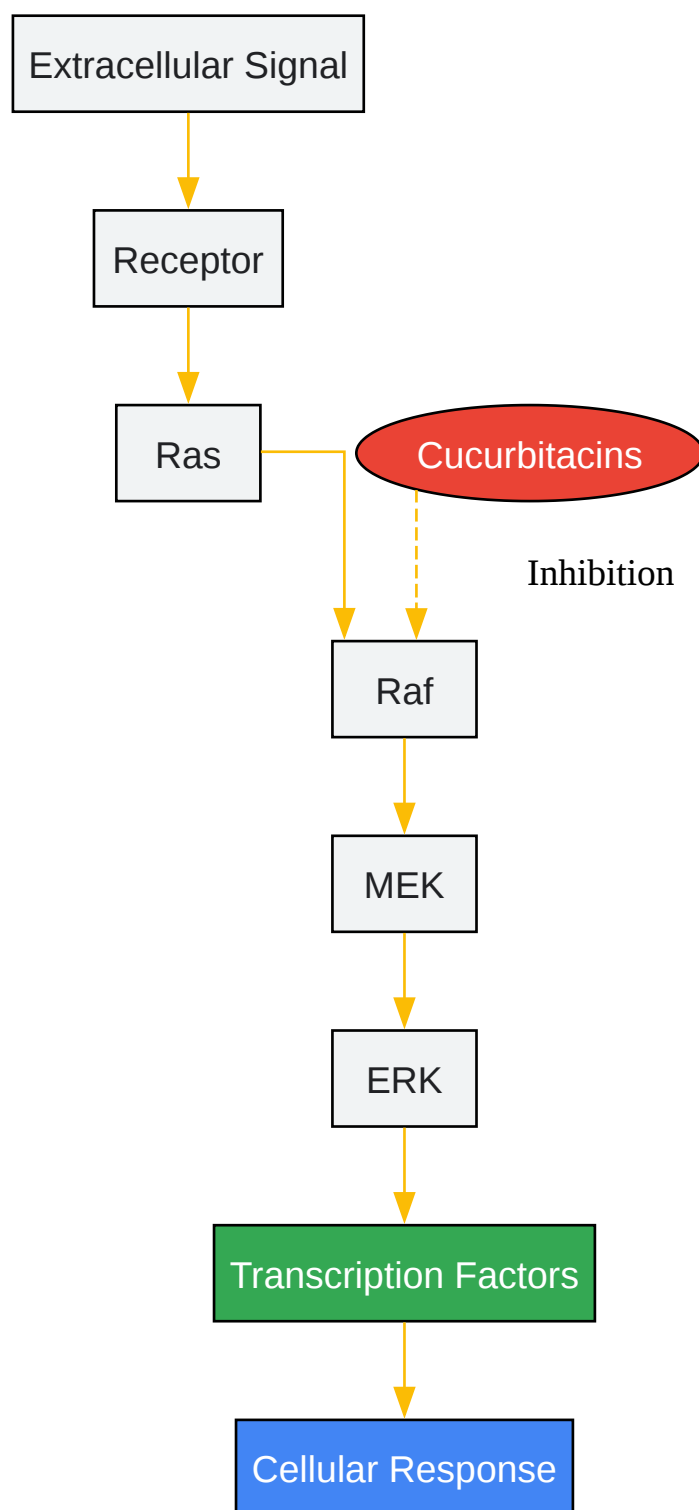 Extracellular Signal
Receptor
Ras
Cucurbitacins
Inhibition
Raf
MEK
ERK
Transcription Factors
Cellular Response